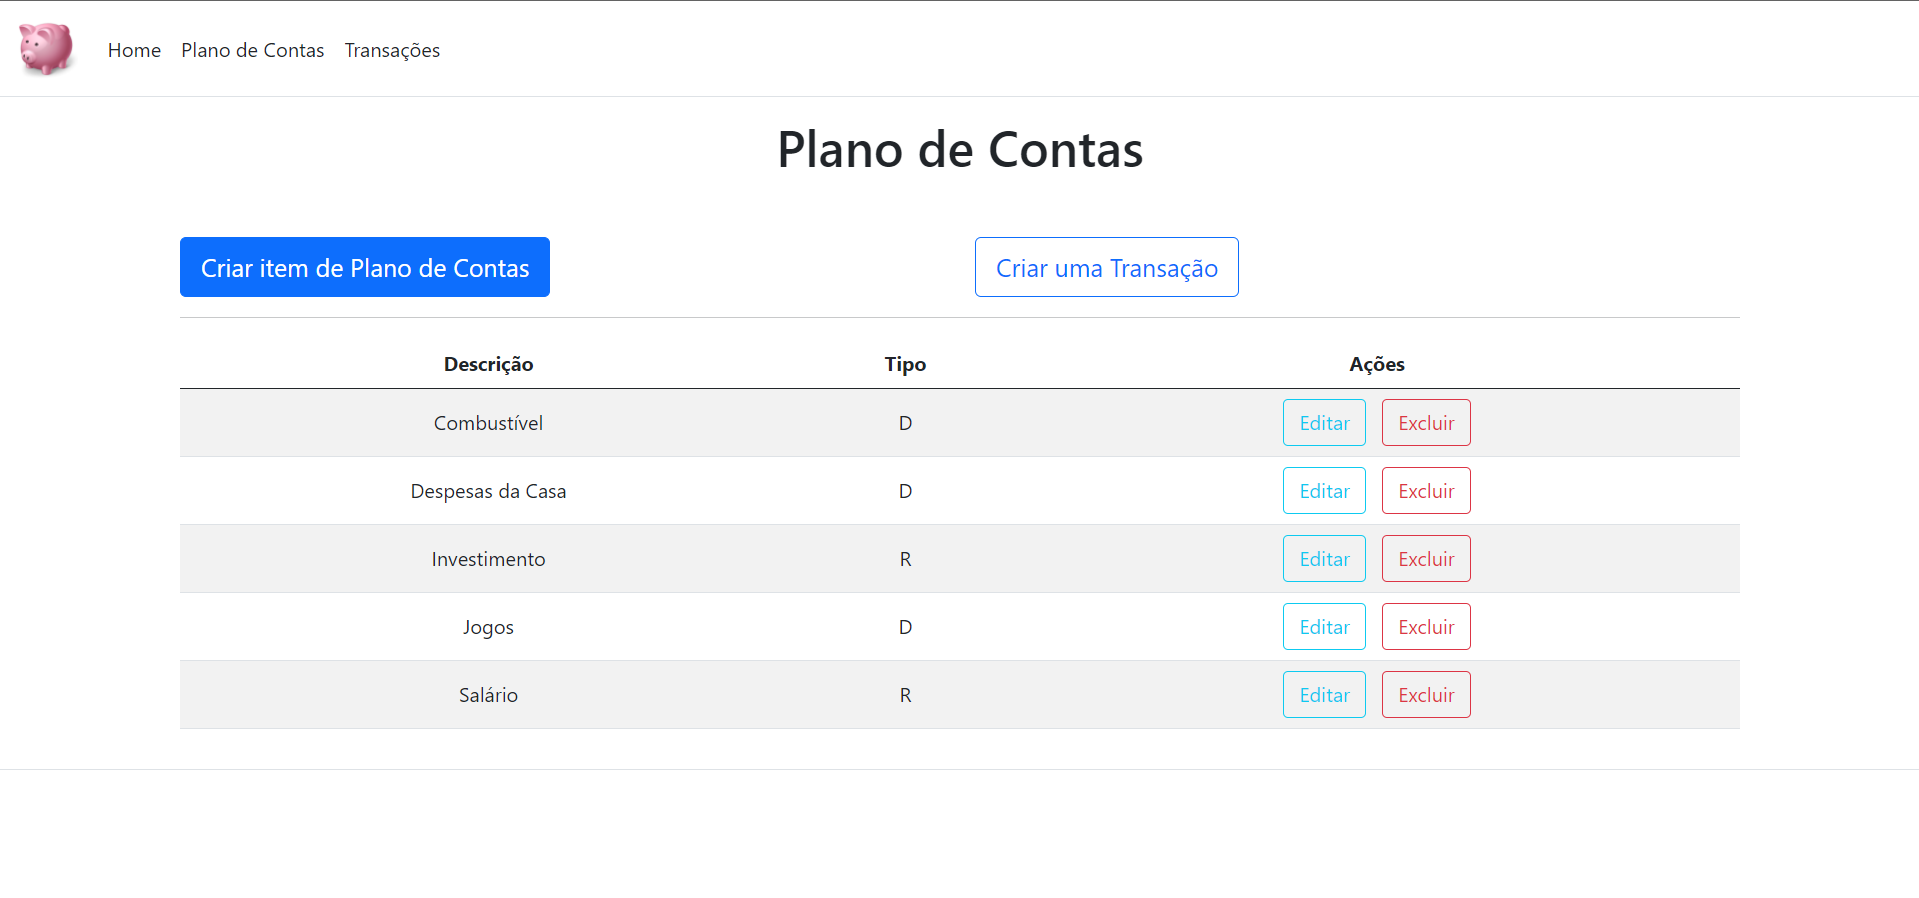 Home Plano de Contas Transações
Plano de Contas
Criar item de Plano de Contas Criar uma Transação
Descrição Tipo Ações
Combustível D Editar Excluir
Despesas da Casa D Editar Excluir
Investimento R Editar Excluir
Jogos D Editar Excluir
Salário R Editar Excluir